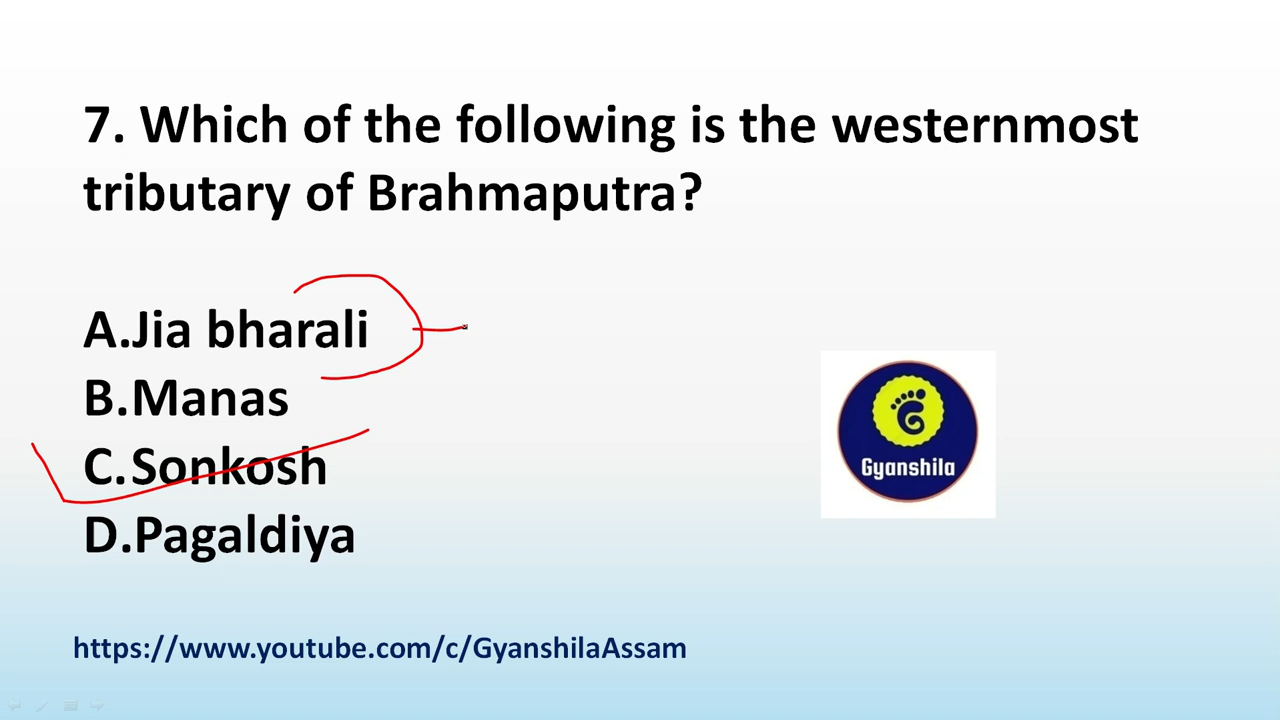 7. Which of the following is the westernmost
tributary of Brahmaputra?
A.Jia bharali
B.Manas
C.Sonkosh
D.Pagaldiya
Gyanshila
https://www.youtube.com/c/GyanshilaAssam